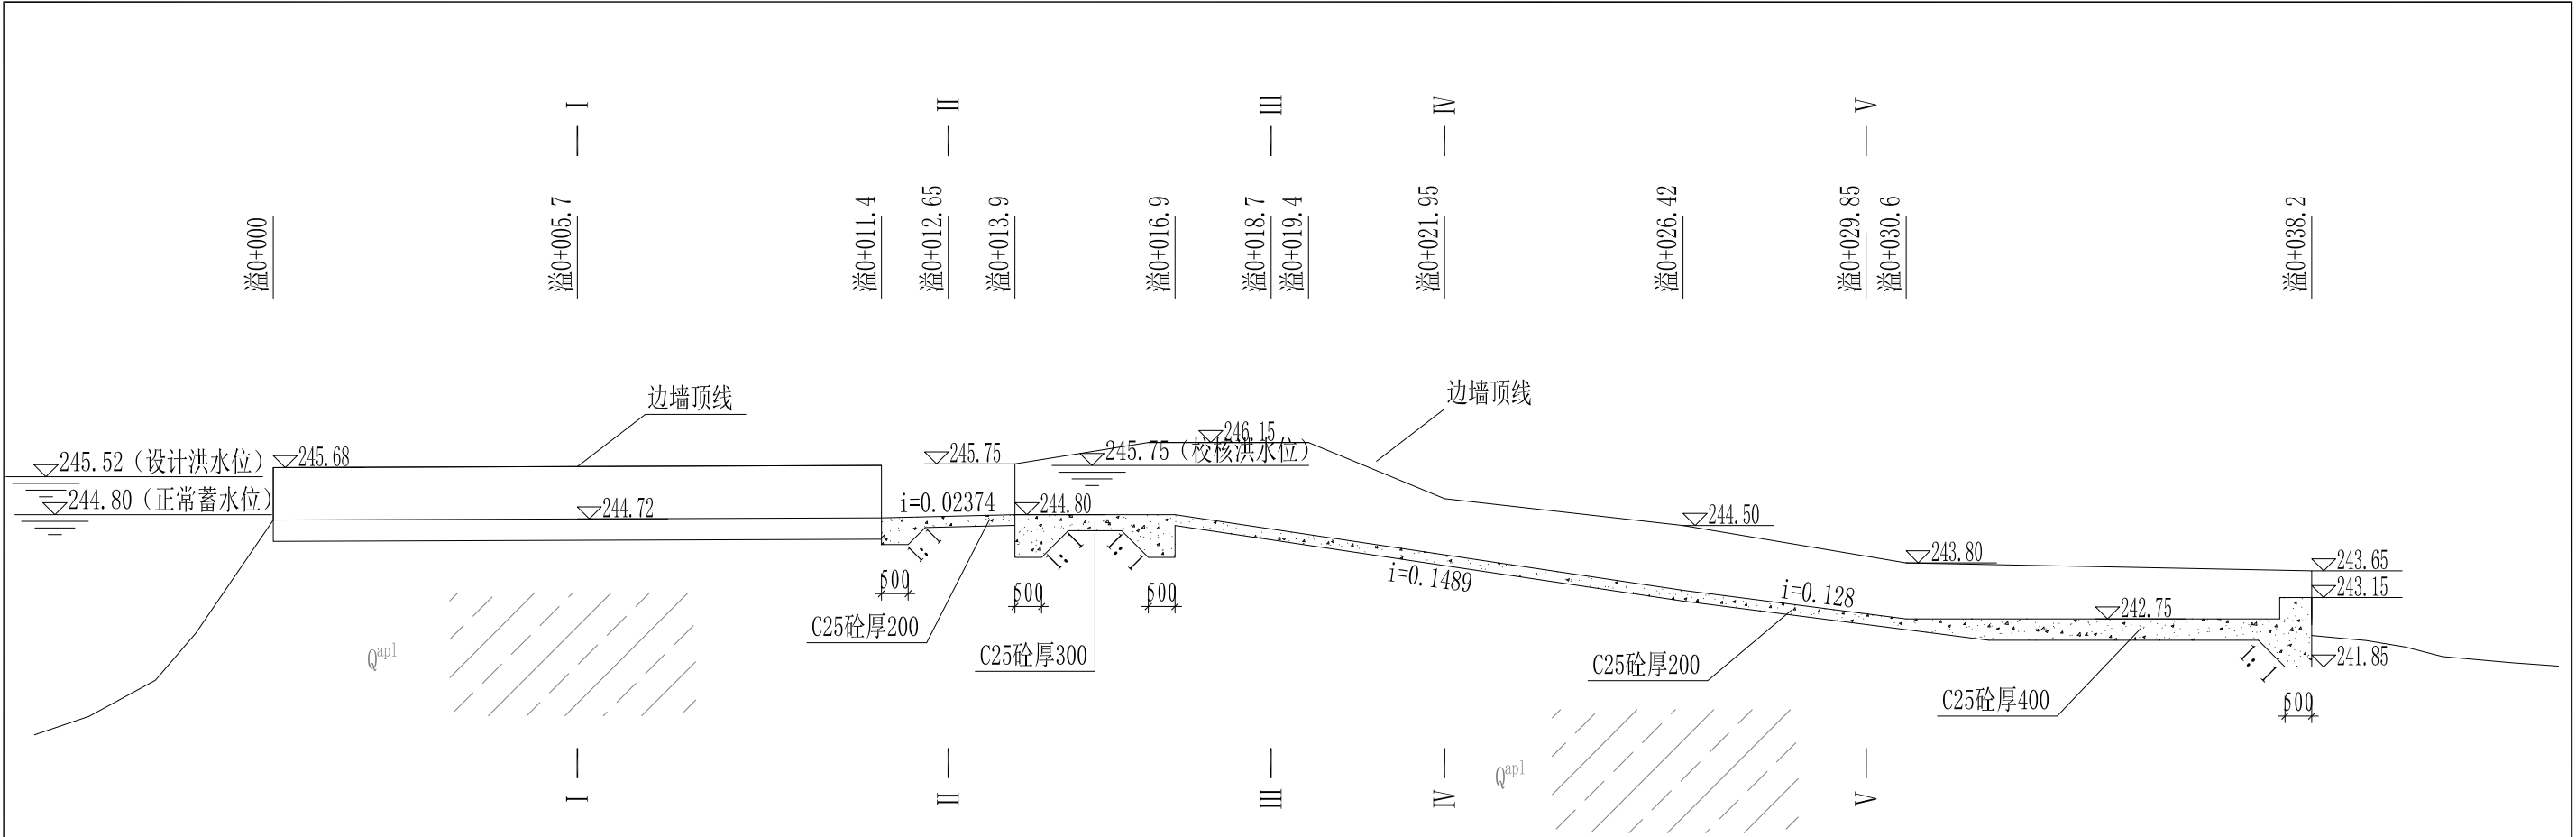 I
II
III
IV
V
溢0+000
溢0+005.7
溢0+011.4
溢0+012.65
溢0+013.9
溢0+016.9
溢0+018.7
溢0+019.4
溢0+021.95
溢0+026.42
溢0+029.85
溢0+030.6
溢0+038.2
边墙顶线
边墙顶线
246.15
245.52（设计洪水位）
245.68
245.75
245.75（校核洪水位）
244.80（正常蓄水位）
244.72
i=0.02374
244.80
244.50
1:1
1:1
1:1
243.80
243.65
500
500
500
i=0.1489
i=0.128
243.15
242.75
C25砼厚200
C25砼厚300
C25砼厚200
C25砼厚400
1:1
241.85
500
Qapl
Qapl
I
II
III
IV
V